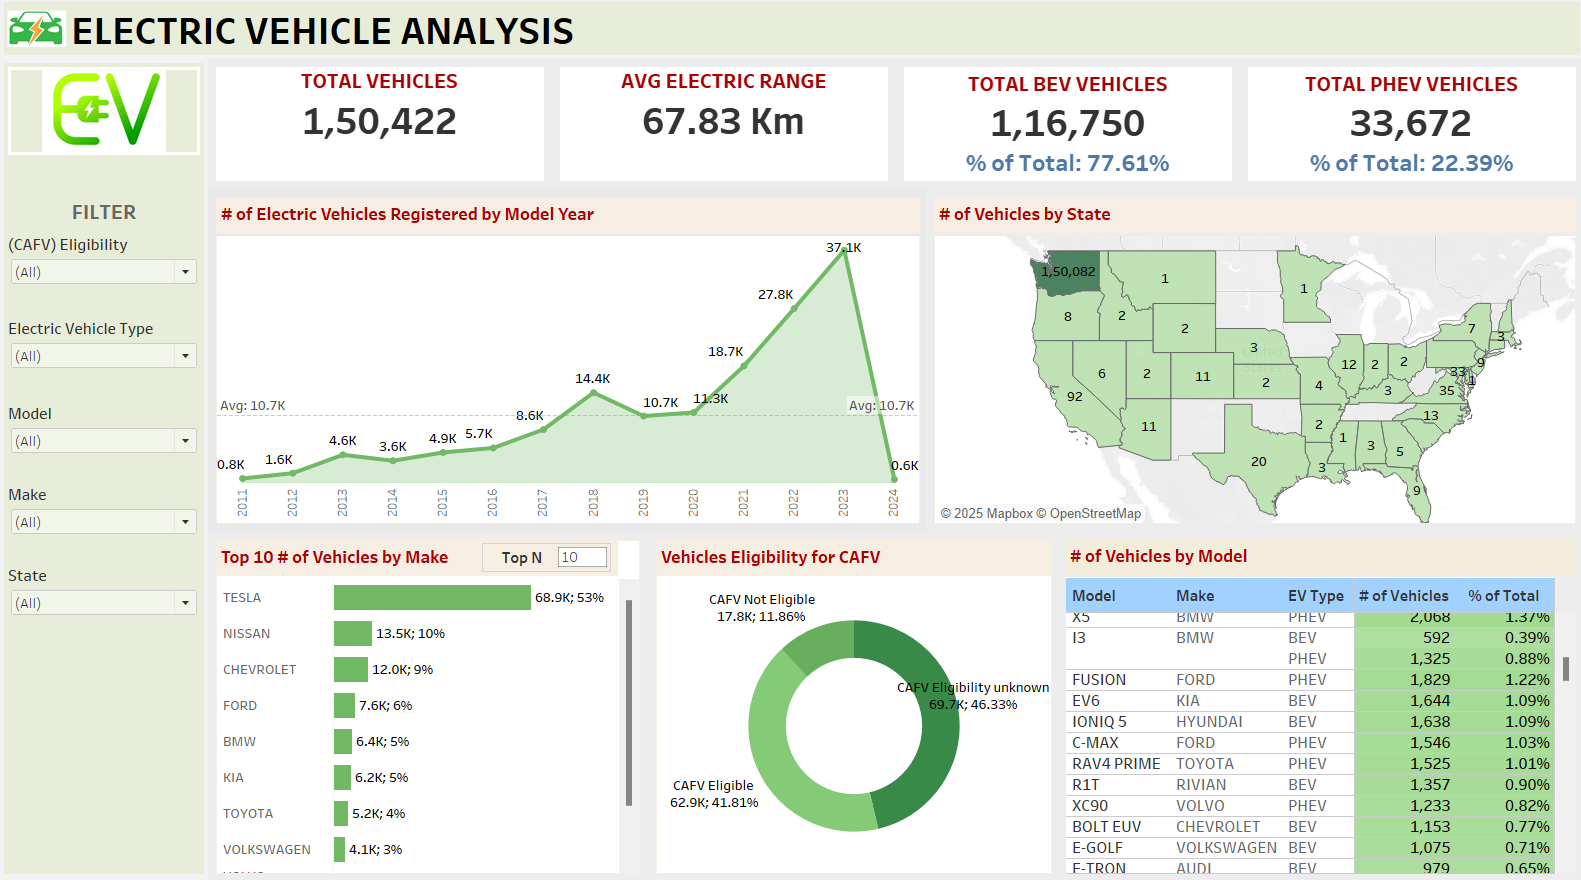 ELECTRIC VEHICLE ANALYSIS
EV
FILTER
(CAFV) Eligibility
(All)
Electric Vehicle Type
(All)
Model
(All)
Make
(All)
State
(All)
TOTAL VEHICLES
1,50,422
AVG ELECTRIC RANGE
67.83 Km
TOTAL BEV VEHICLES
1,16,750
% of Total: 77.61%
TOTAL PHEV VEHICLES
33,672
% of Total: 22.39%
# of Electric Vehicles Registered by Model Year
37.1K
27.8K
18.7K
14.4K
10.7K
11.3K
Avg: 10.7K
Avg: 10.7K
8.6K
0.8K
1.6K
4.6K
3.6K
4.9K
5.7K
0.6K
2011
2012
2013
2014
2015
2016
2017
2018
2019
2020
2021
2022
2023
2024
# of Vehicles by State
1,50,082
1
1
8
2
2
7
3
3
United
States
6
2
11
2
12
2
2
9
33
1
92
4
3
35
11
2
13
20
1
3
5
3
9
© 2025 Mapbox © OpenStreetMap
Top 10 # of Vehicles by Make
Top N 10
TESLA 68.9K; 53%
NISSAN 13.5K; 10%
CHEVROLET 12.0K; 9%
FORD 7.6K; 6%
BMW 6.4K; 5%
KIA 6.2K; 5%
TOYOTA 5.2K; 4%
VOLKSWAGEN 4.1K; 3%
Vehicles Eligibility for CAFV
CAFV Not Eligible
17.8K; 11.86%
CAFV Eligibility unknown
69.7K; 46.33%
CAFV Eligible
62.9K; 41.81%
# of Vehicles by Model
Model Make EV Type # of Vehicles % of Total
X5 BMW PHEV 2,068 1.37%
I3 BMW BEV 592 0.39%
PHEV 1,325 0.88%
FUSION FORD PHEV 1,829 1.22%
EV6 KIA BEV 1,644 1.09%
IONIQ 5 HYUNDAI BEV 1,638 1.09%
C-MAX FORD PHEV 1,546 1.03%
RAV4 PRIME TOYOTA PHEV 1,525 1.01%
R1T RIVIAN BEV 1,357 0.90%
XC90 VOLVO PHEV 1,233 0.82%
BOLT EUV CHEVROLET BEV 1,153 0.77%
E-GOLF VOLKSWAGEN BEV 1,075 0.71%
E-TRON AUDI BEV 979 0.65%